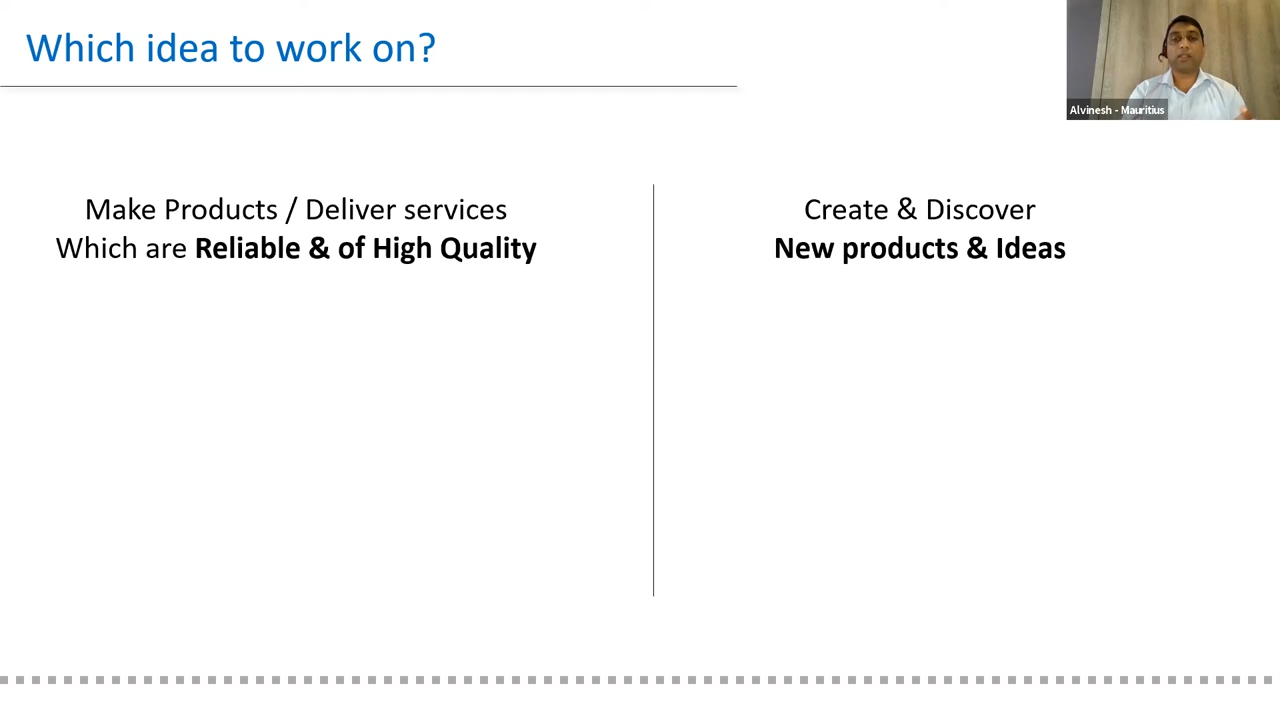 Which idea to work on?
Alvinesh - Mauritius
Make Products / Deliver services
Which are Reliable & of High Quality
Create & Discover
New products & Ideas